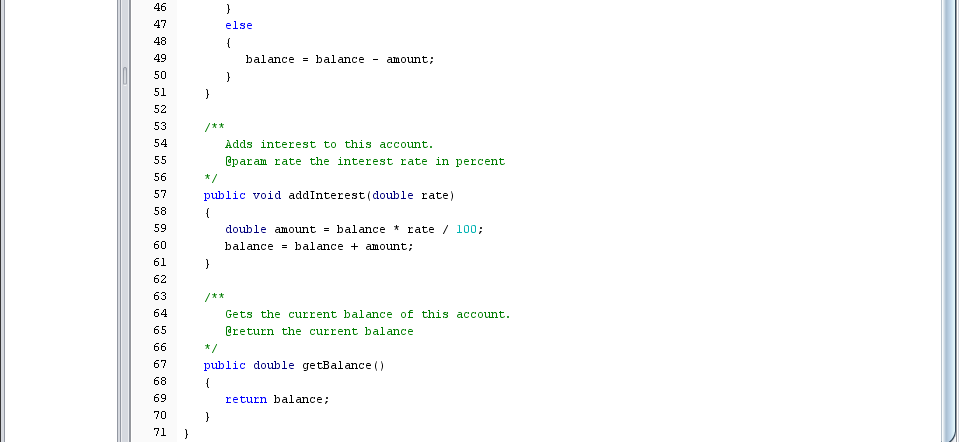 46 }
47 else
48 {
49 balance = balance - amount;
50 }
51 }
52
53 /**
54 Adds interest to this account.
55 @param rate the interest rate in percent
56 */
57 public void addInterest(double rate)
58 {
59 double amount = balance * rate / 100;
60 balance = balance + amount;
61 }
62
63 /**
64 Gets the current balance of this account.
65 @return the current balance
66 */
67 public double getBalance()
68 {
69 return balance;
70 }
71 }